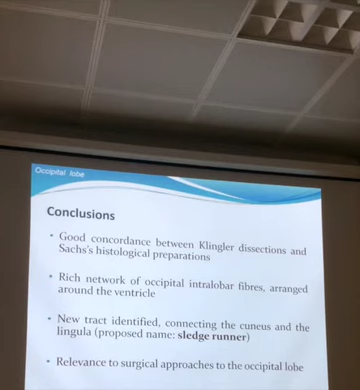 Occipital lobe
Conclusions
• Good concordance between Klingler dissections and
Sachs's histological preparations
• Rich network of occipital intralobar fibres, arranged
around the ventricle
• New tract identified, connecting the cuneus and the
lingula (proposed name: sledge runner)
• Relevance to surgical approaches to the occipital lobe